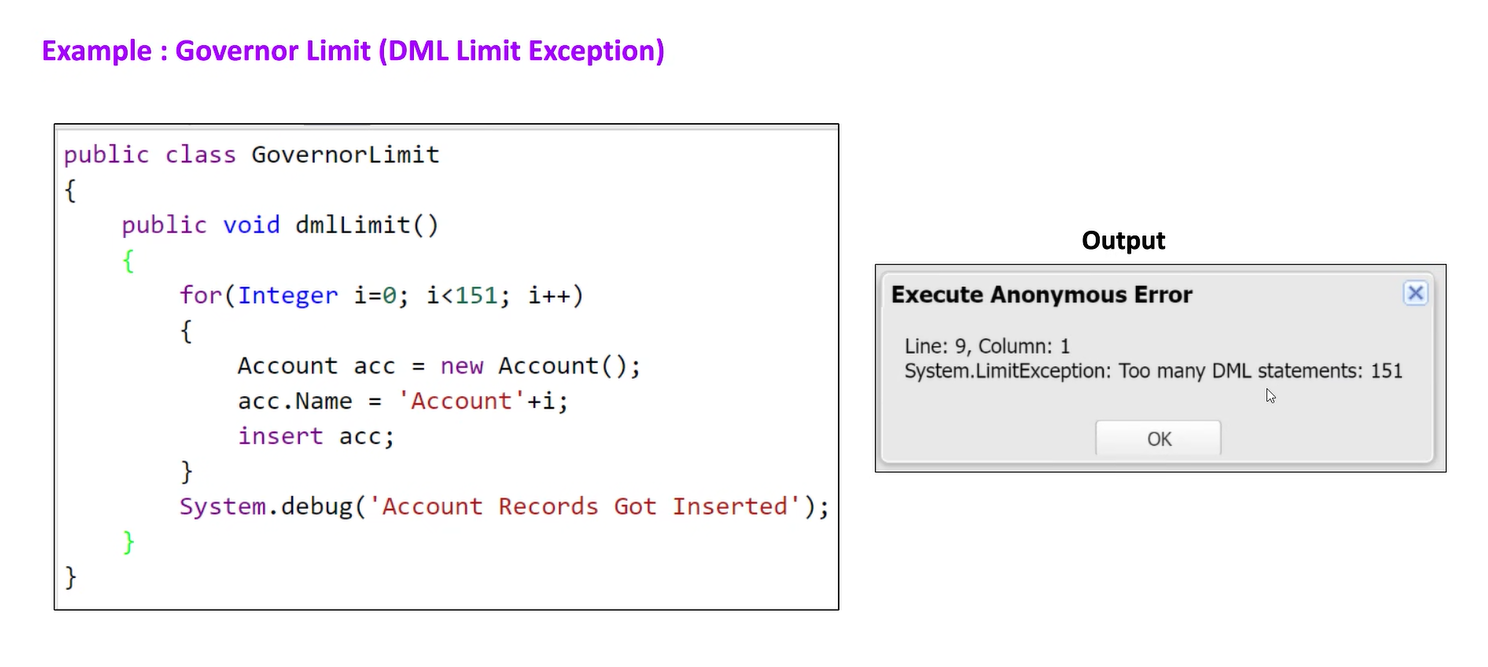 Example : Governor Limit (DML Limit Exception)
public class GovernorLimit
{
    public void dmlLimit()
    {
        for(Integer i=0; i<151; i++)
        {
            Account acc = new Account();
            acc.Name = 'Account'+i;
            insert acc;
        }
        System.debug('Account Records Got Inserted');
    }
}
Output
Execute Anonymous Error
Line: 9, Column: 1
System.LimitException: Too many DML statements: 151
OK